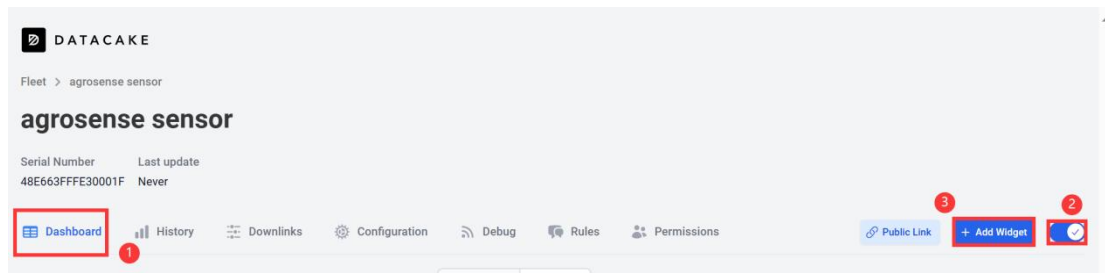 DATACAKE
Fleet > agrosense sensor
agrosense sensor
Serial Number Last update
48E663FFFE30001F Never
3 2
Dashboard History Downlinks Configuration Debug Rules Permissions Public Link + Add Widget
1